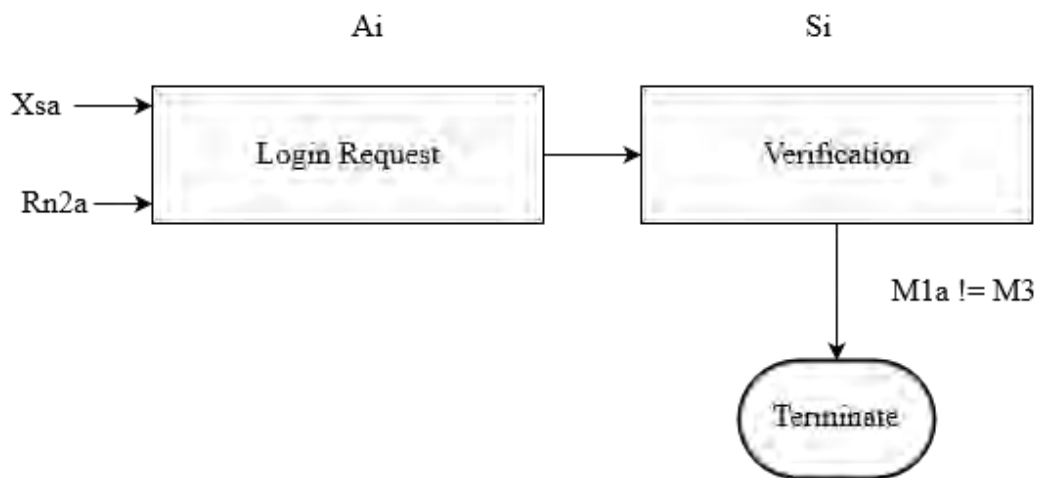 Ai
Si
Xsa
Login Request
Verification
Rn2a
M1a != M3
Terminate